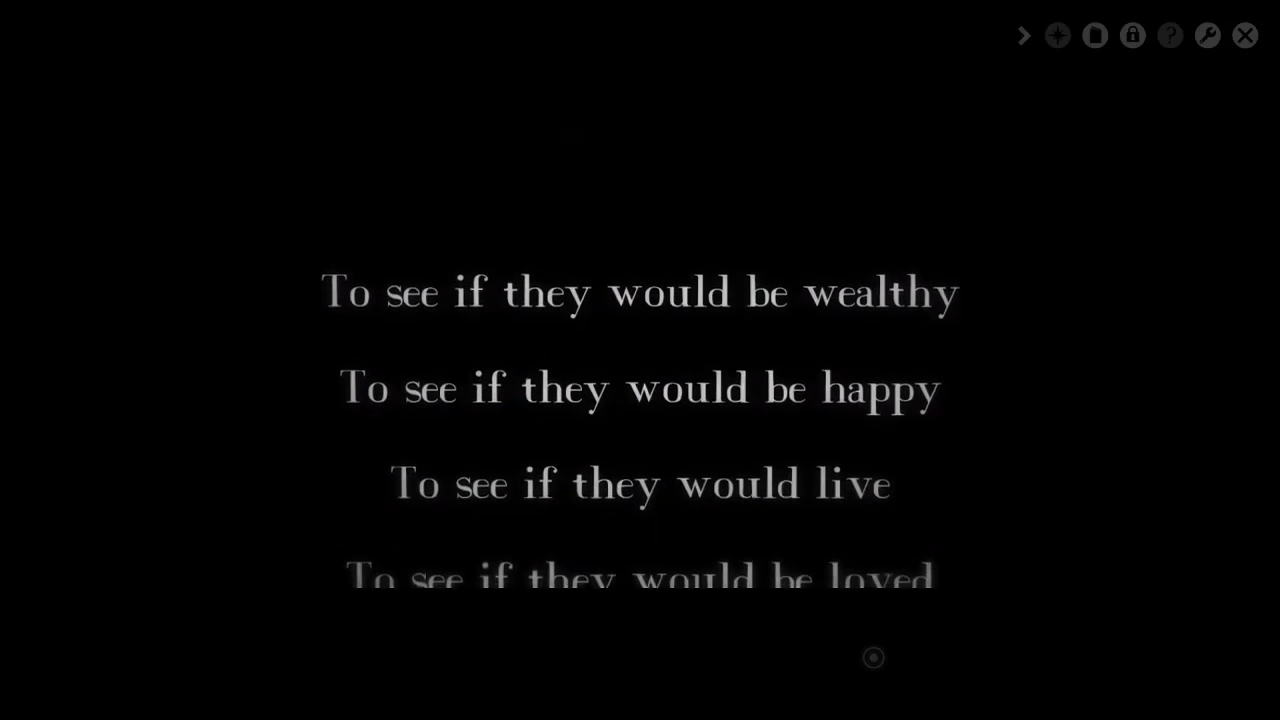 To see if they would be wealthy
To see if they would be happy
To see if they would live
To see if they would be loved